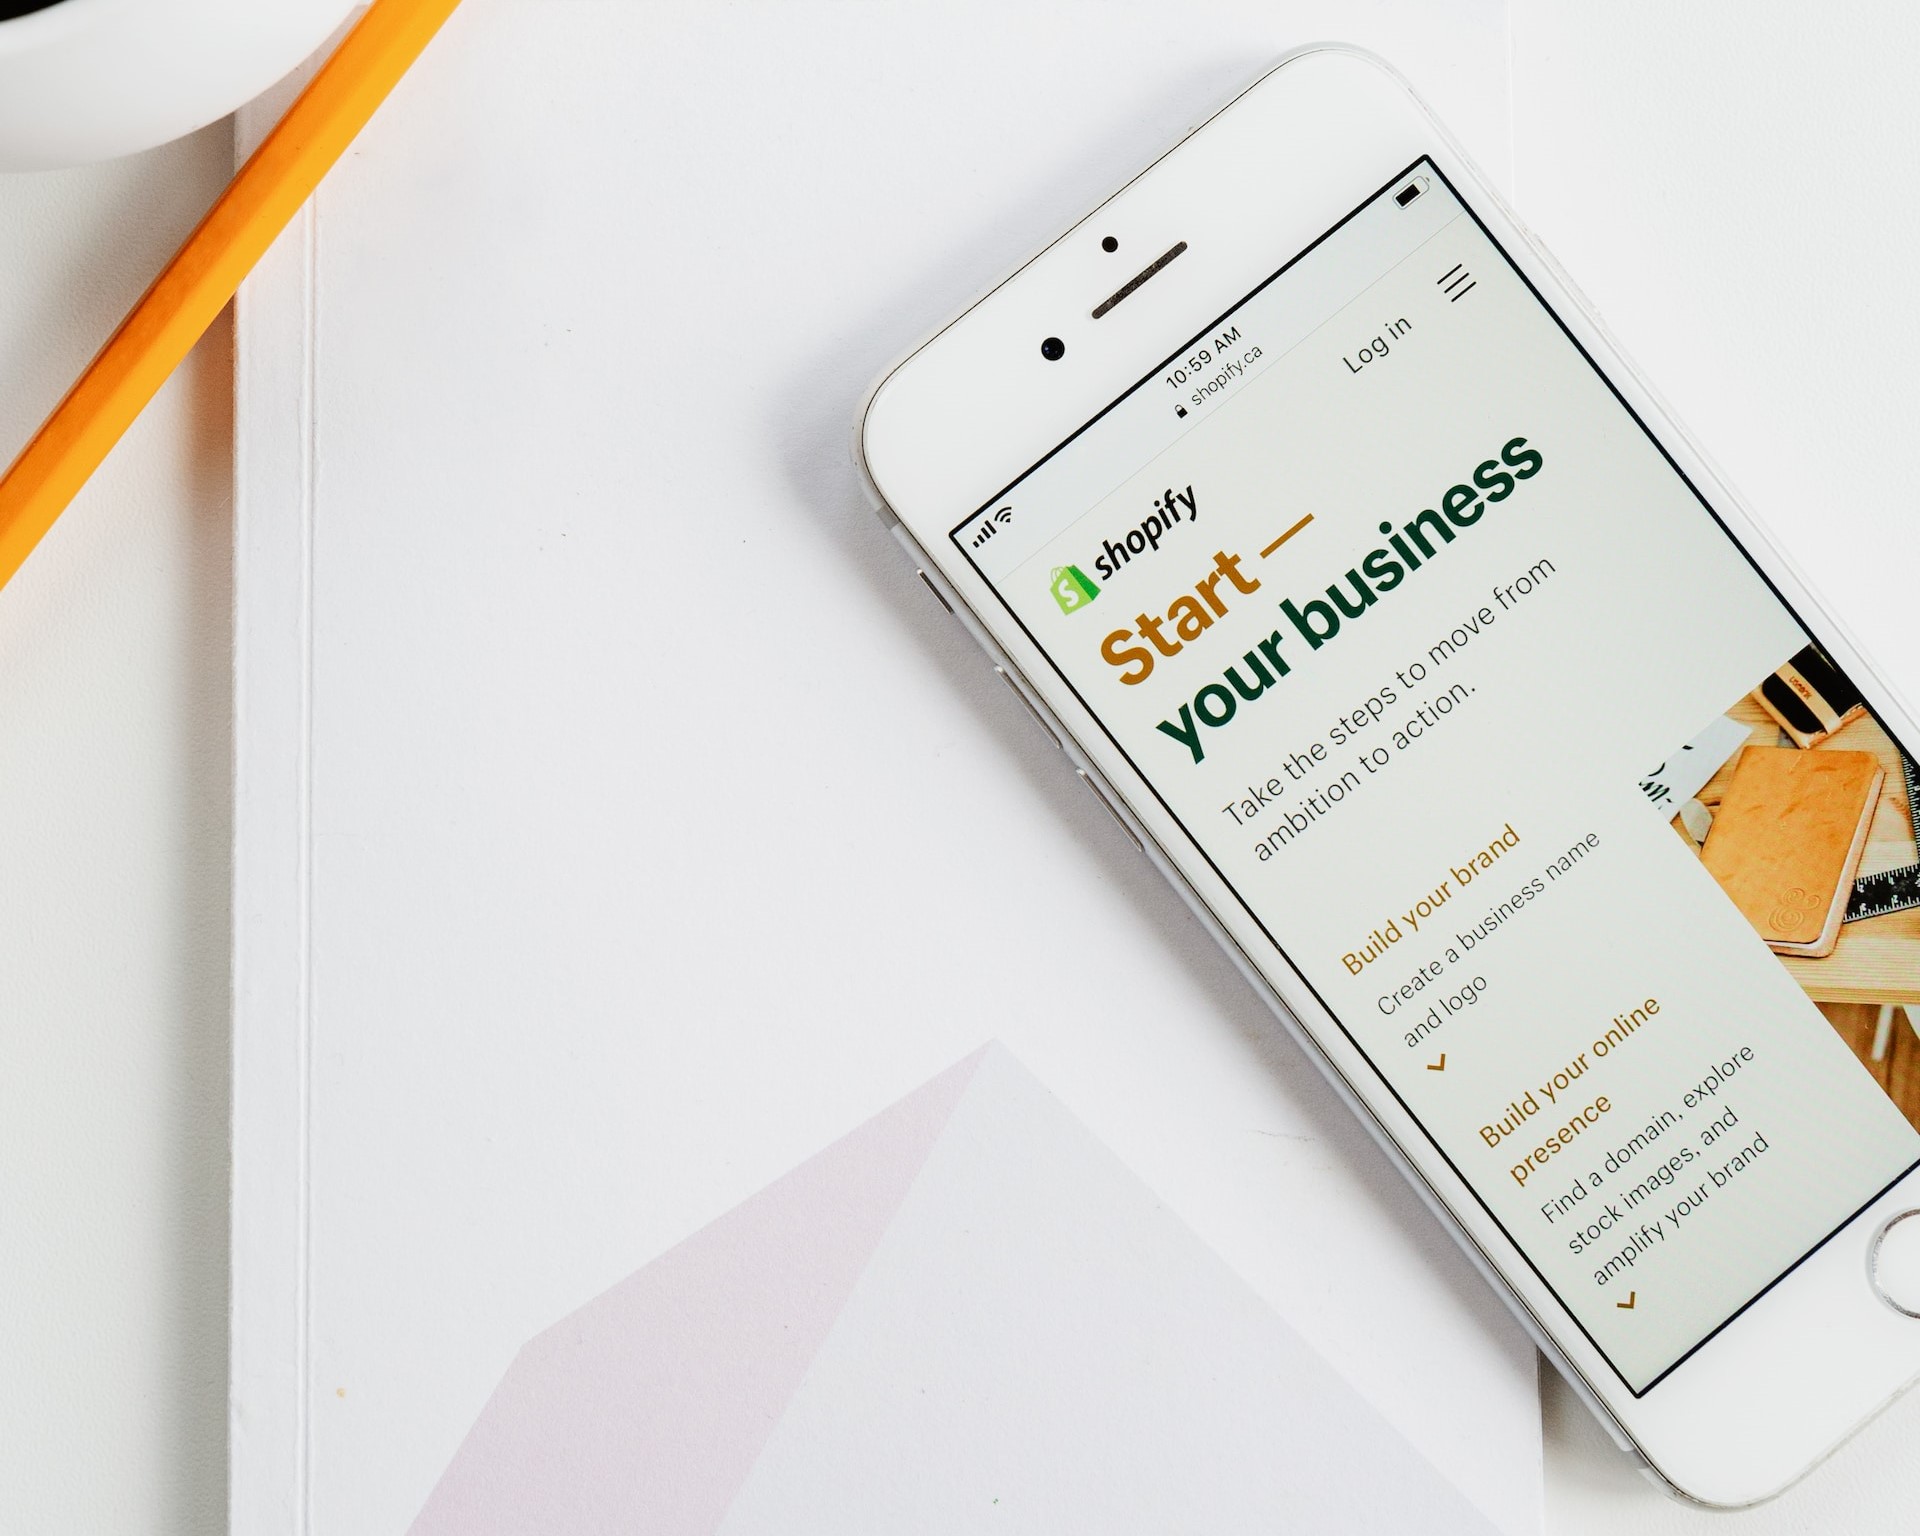 10:59 AM
shopify.ca
Log in
shopify
Start —
your business
Take the steps to move from
ambition to action.
Build your brand
Create a business name
and logo
Build your online
presence
Find a domain, explore
stock images, and
amplify your brand